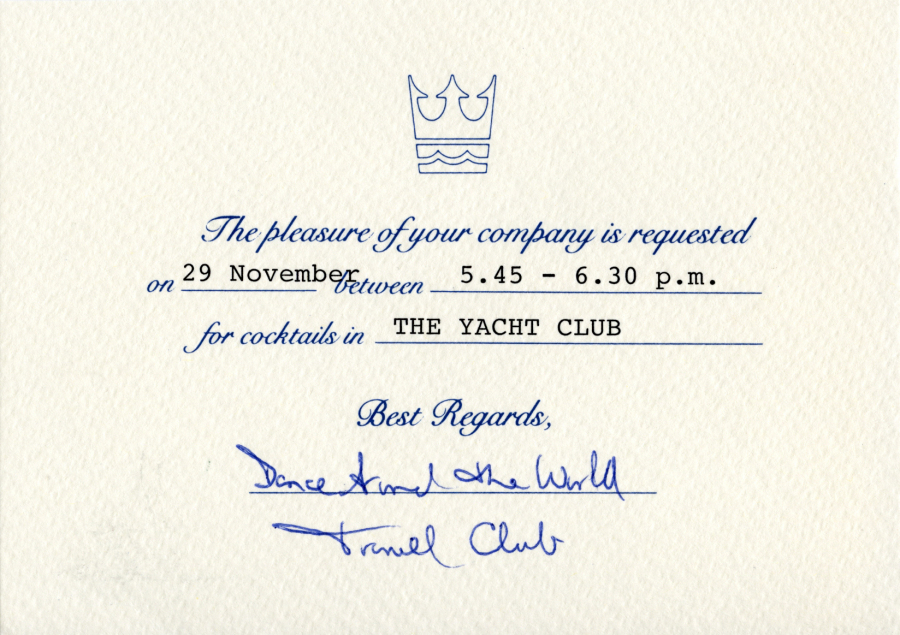 The pleasure of your company is requested
on 29 November between 5.45 - 6.30 p.m.
for cocktails in THE YACHT CLUB
Best Regards,
Dance Around the World
Travel Club